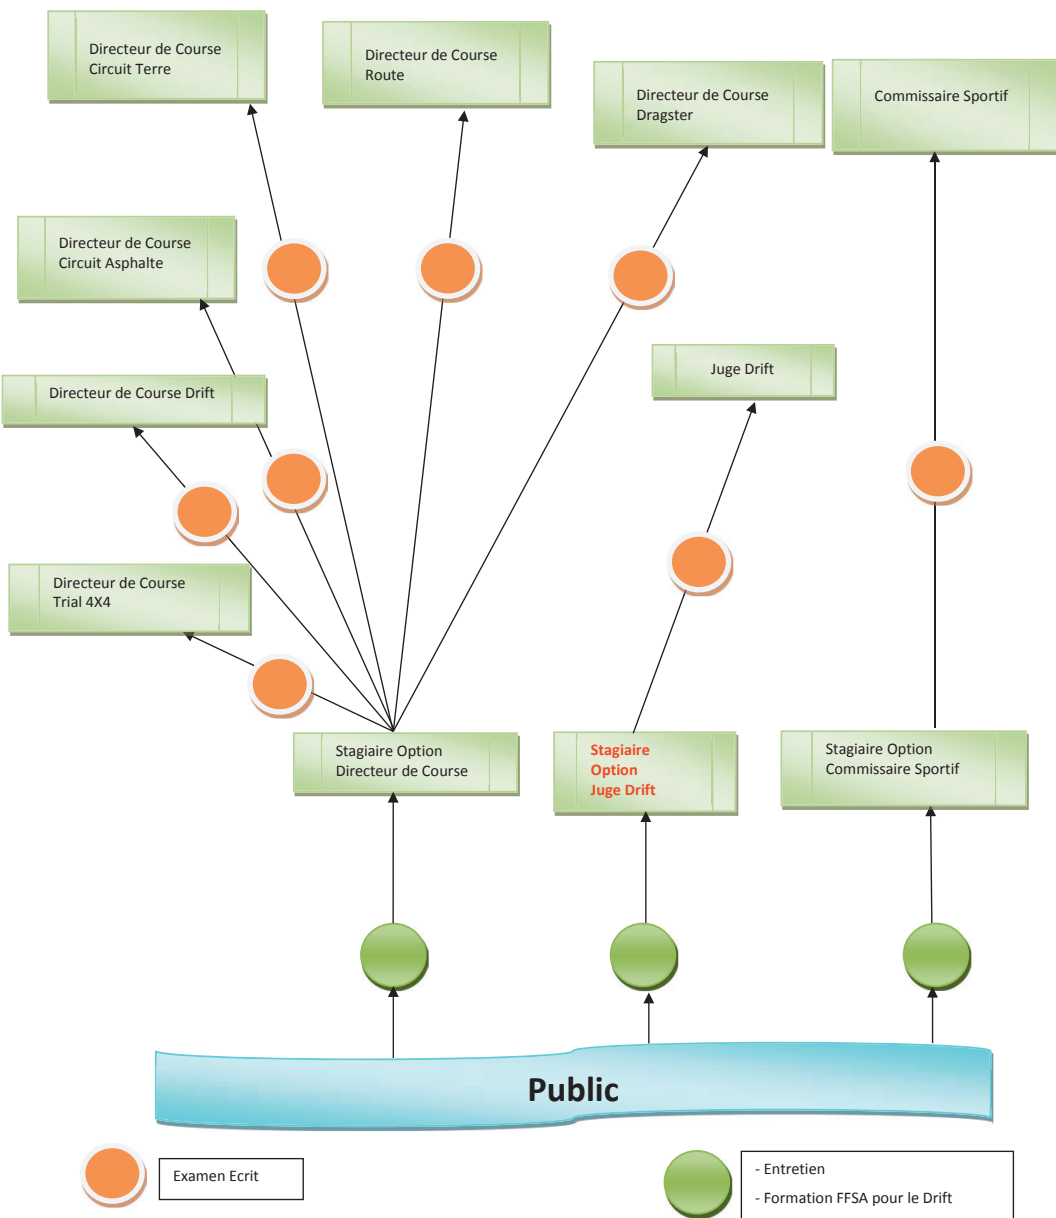 Directeur de Course
Circuit Terre
Directeur de Course
Route
Directeur de Course
Dragster
Commissaire Sportif
Directeur de Course
Circuit Asphalte
Juge Drift
Directeur de Course Drift
Directeur de Course
Trial 4X4
Stagiaire Option
Directeur de Course
Stagiaire
Option
Juge Drift
Stagiaire Option
Commissaire Sportif
Public
Examen Ecrit
- Entretien
- Formation FFSA pour le Drift